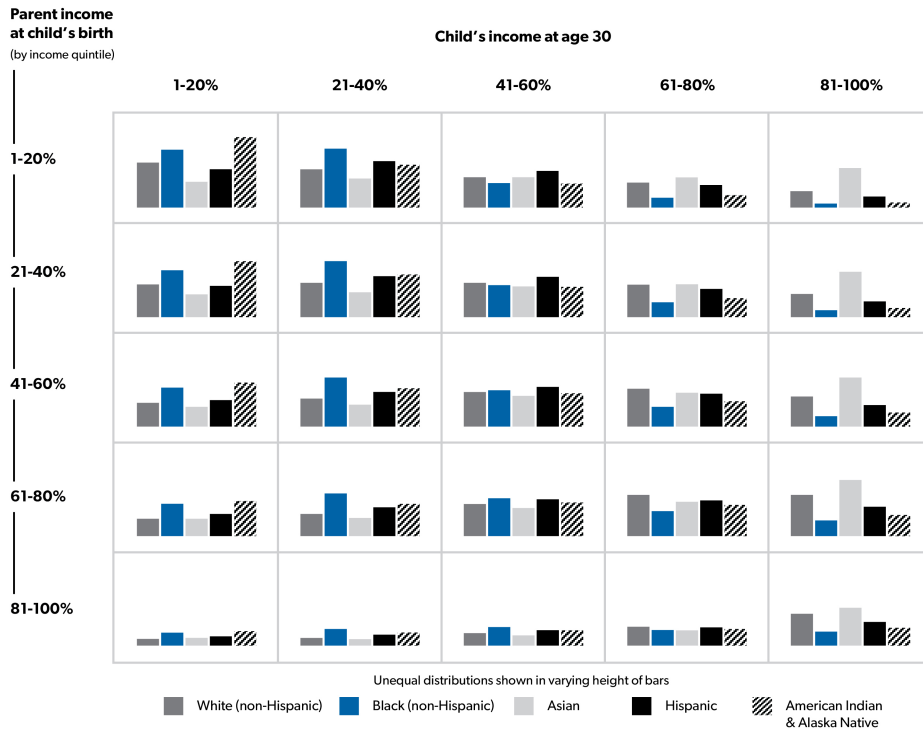 Parent income
at child's birth
(by income quintile)
Child's income at age 30
1-20%
21-40%
41-60%
61-80%
81-100%
1-20%
21-40%
41-60%
61-80%
81-100%
Unequal distributions shown in varying height of bars
White (non-Hispanic)
Black (non-Hispanic)
Asian
Hispanic
American Indian
& Alaska Native